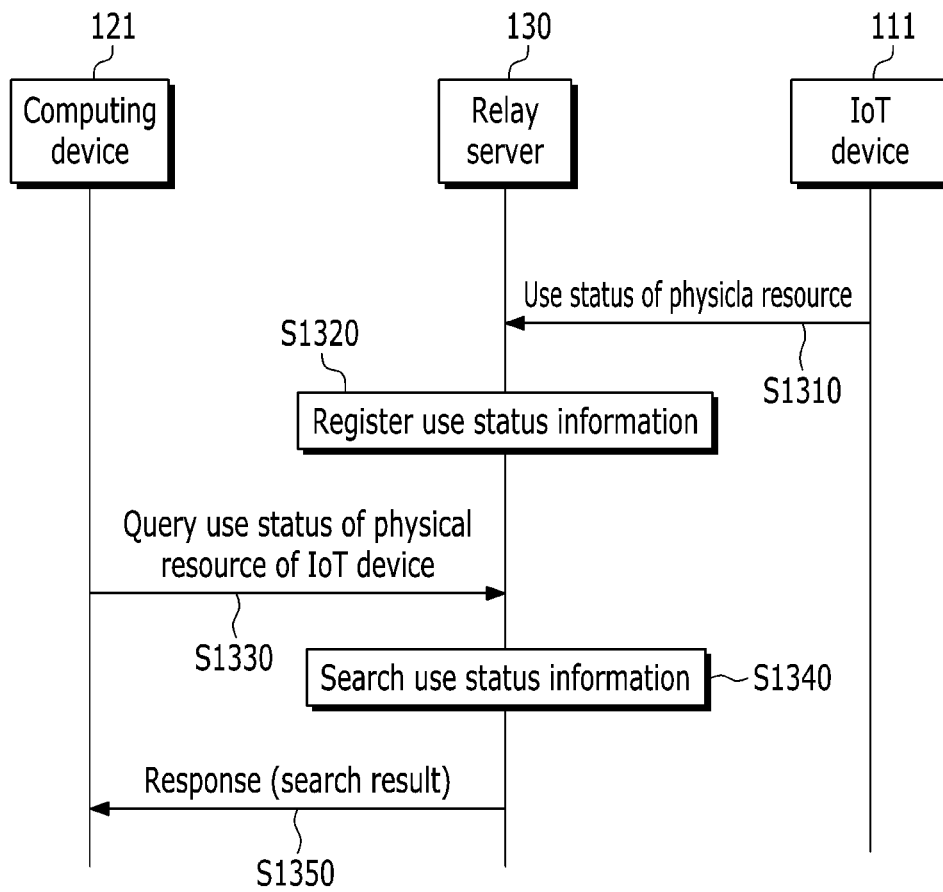 121
130
111
Computing
device
Relay
server
IoT
device
Use status of physicla resource
S1310
S1320
Register use status information
Query use status of physical
resource of IoT device
S1330
Search use status information
S1340
Response (search result)
S1350